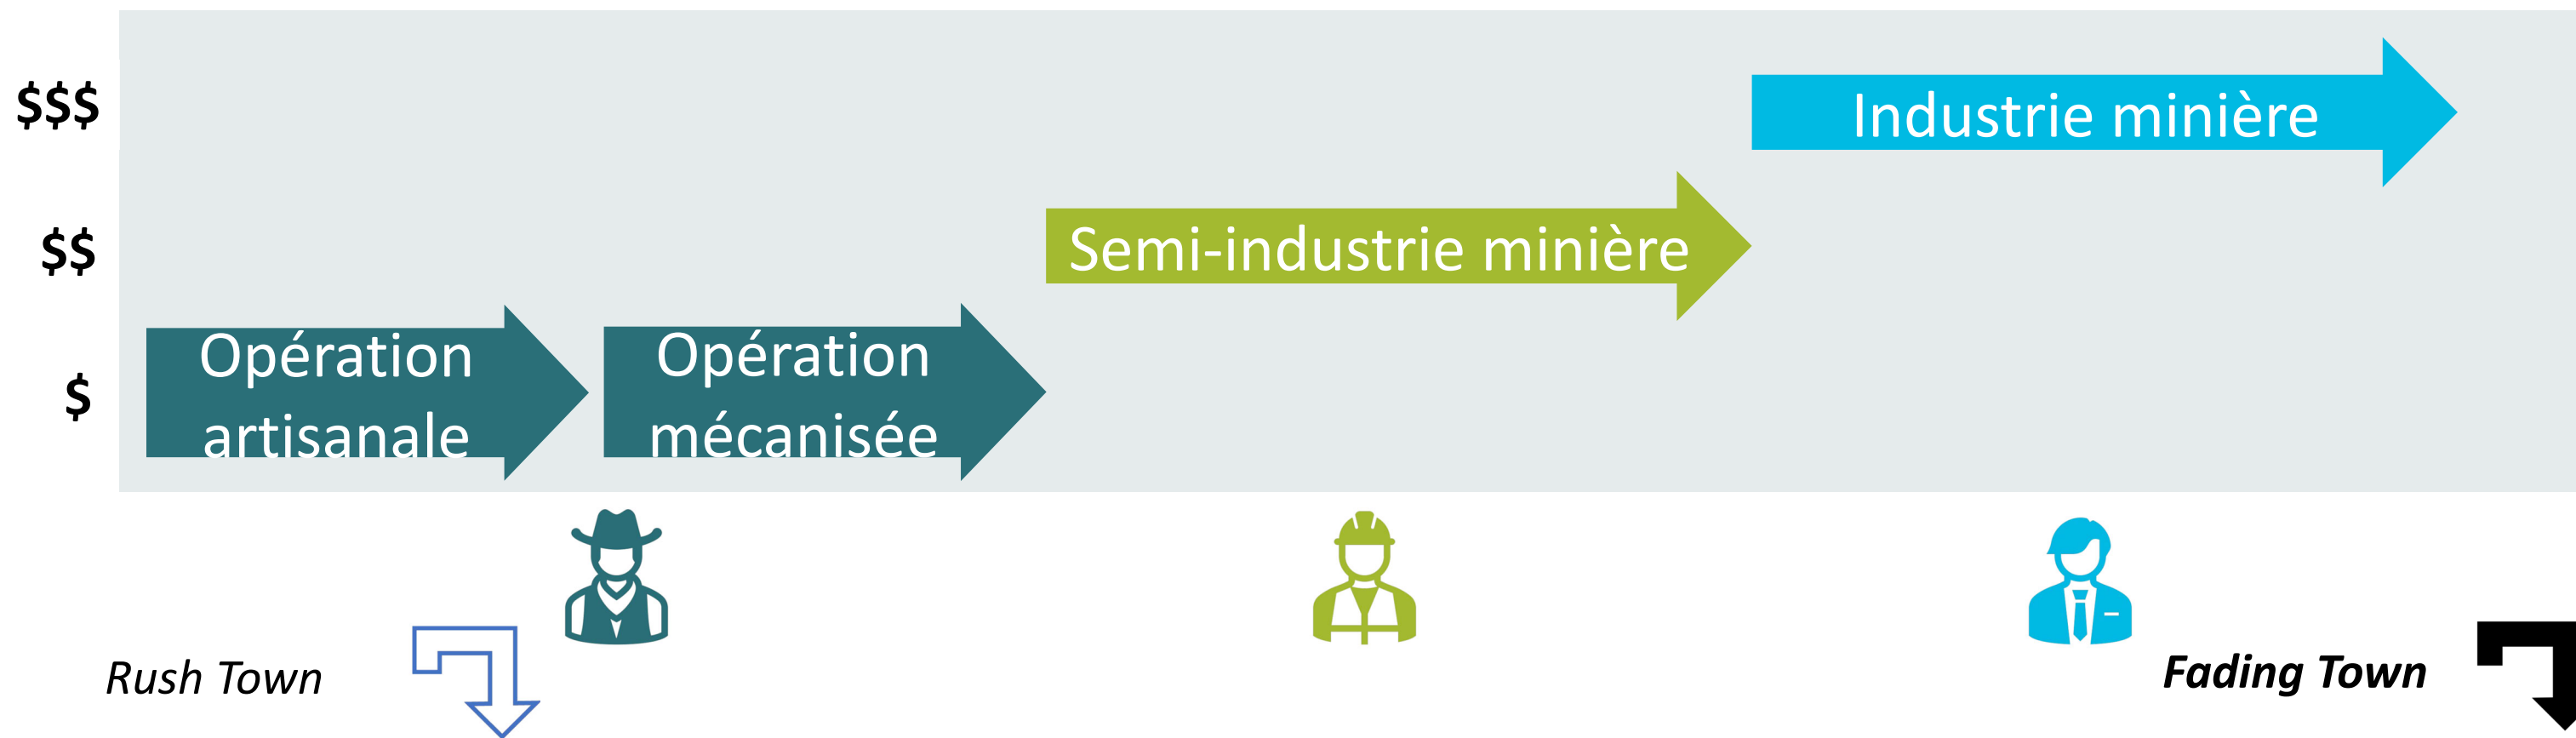 $$$
Industrie minière
$$
Semi-industrie minière
$
Opération
artisanale
Opération
mécanisée
Rush Town
Fading Town